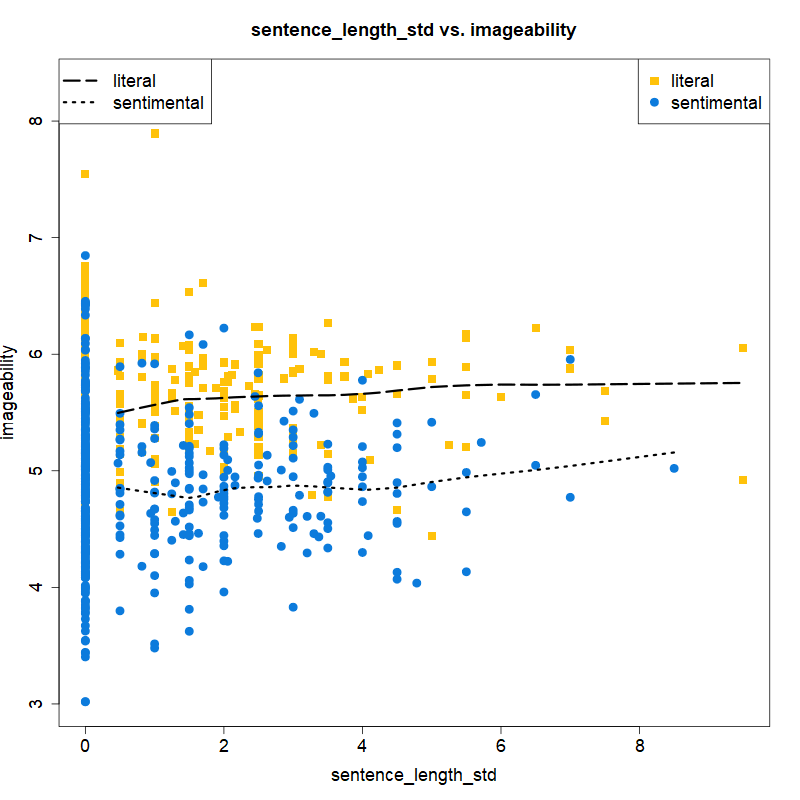 sentence_length_std vs. imageability
literal
sentimental
literal
sentimental
imageability
8
7
6
5
4
3
0
2
4
6
8
sentence_length_std